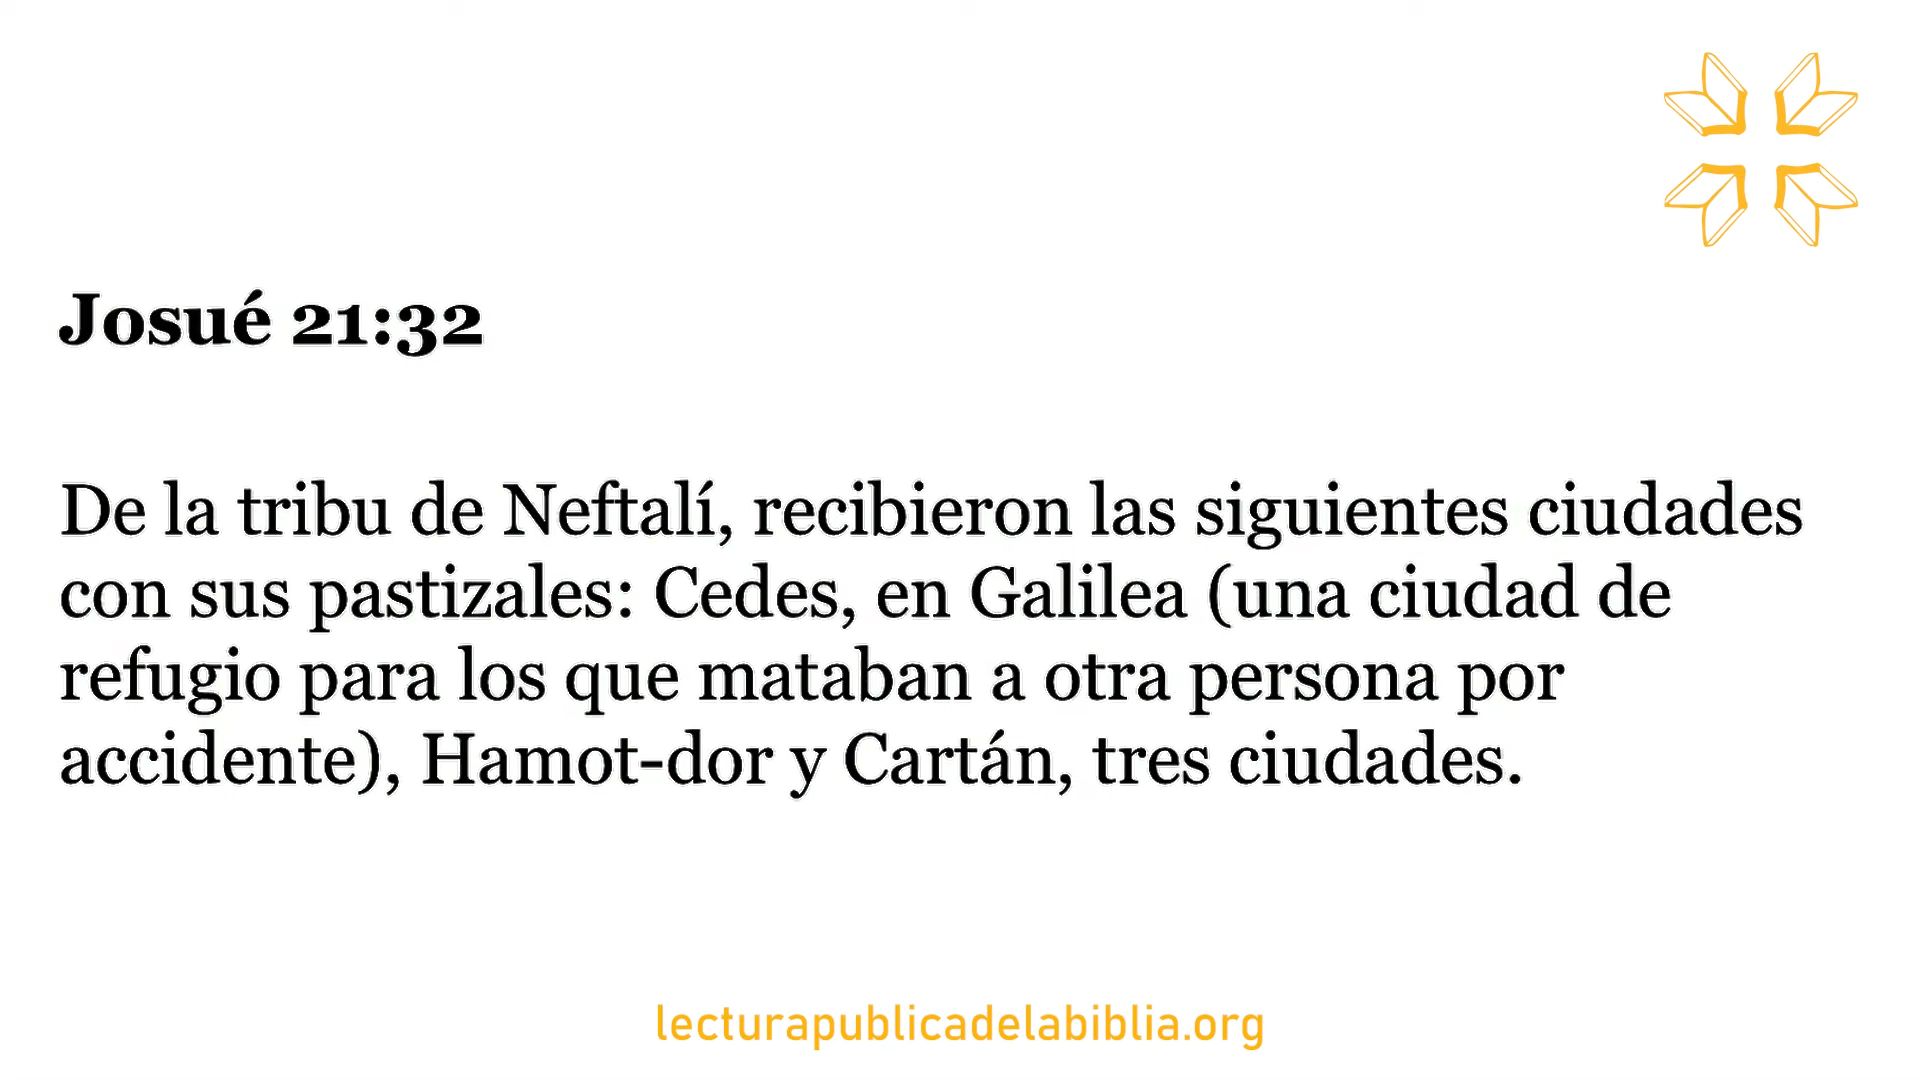 Josué 21:32
De la tribu de Neftalí, recibieron las siguientes ciudades
con sus pastizales: Cedes, en Galilea (una ciudad de
refugio para los que mataban a otra persona por
accidente), Hamot-dor y Cartán, tres ciudades.
lecturapublicadelabiblia.org